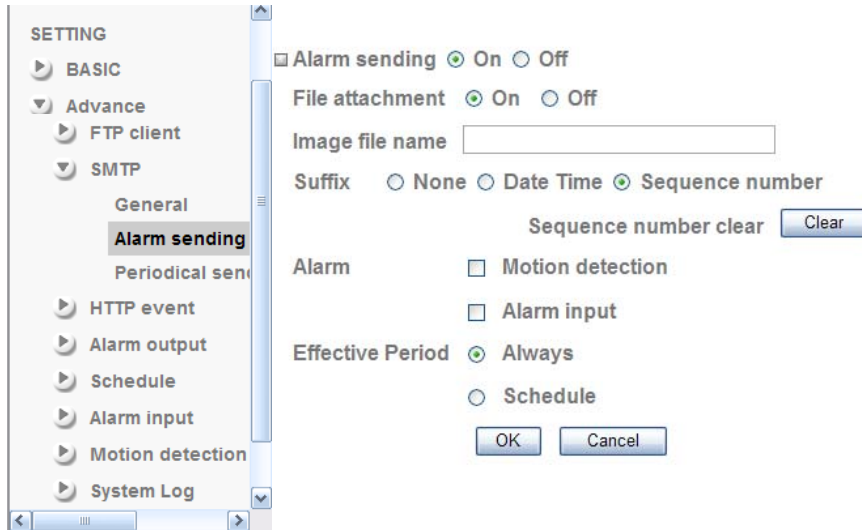 SETTING
BASIC
Advance
FTP client
SMTP
General
Alarm sending
Periodical sen
HTTP event
Alarm output
Schedule
Alarm input
Motion detection
System Log
Alarm sending On Off
File attachment On Off
Image file name
Suffix None Date Time Sequence number
Sequence number clear Clear
Alarm Motion detection
Alarm input
Effective Period Always
Schedule
OK Cancel